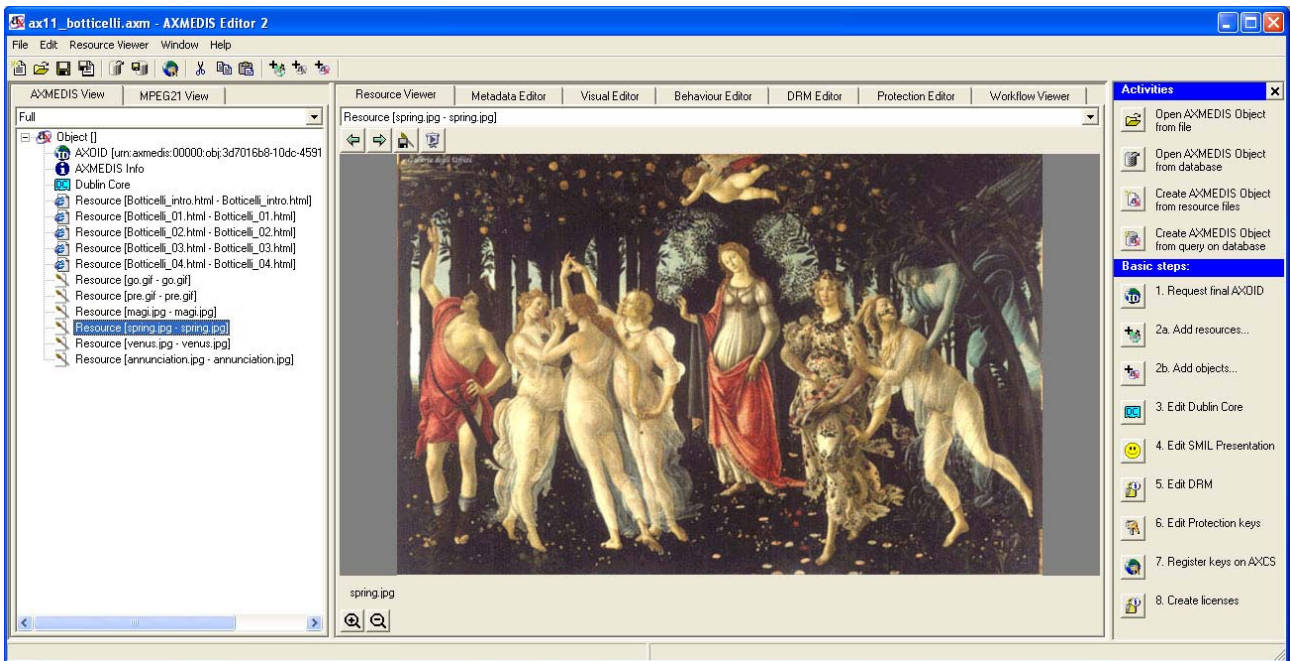 ax11_botticelli.axm - AXMEDIS Editor 2
File Edit Resource Viewer Window Help
AXMEDIS View MPEG21 View
Full
Object []
AXOID [urn:axmedis:00000:obj:3d7016b8-10dc-4591
AXMEDIS Info
Dublin Core
Resource [Botticelli_intro.html - Botticelli_intro.html]
Resource [Botticelli_01.html - Botticelli_01.html]
Resource [Botticelli_02.html - Botticelli_02.html]
Resource [Botticelli_03.html - Botticelli_03.html]
Resource [Botticelli_04.html - Botticelli_04.html]
Resource [go.gif - go.gif]
Resource [pre.gif - pre.gif]
Resource [magi.jpg - magi.jpg]
Resource [spring.jpg - spring.jpg]
Resource [venus.jpg - venus.jpg]
Resource [annunciation.jpg - annunciation.jpg]
Resource Viewer Metadata Editor Visual Editor Behaviour Editor DRM Editor Protection Editor Workflow Viewer
Resource [spring.jpg - spring.jpg]
Galleria degli Uffizi
spring.jpg
Activities
Open AXMEDIS Object
from file
Open AXMEDIS Object
from database
Create AXMEDIS Object
from resource files
Create AXMEDIS Object
from query on database
Basic steps:
1. Request final AXOID
2a. Add resources...
2b. Add objects...
3. Edit Dublin Core
4. Edit SMIL Presentation
5. Edit DRM
6. Edit Protection keys
7. Register keys on AXCS
8. Create licenses